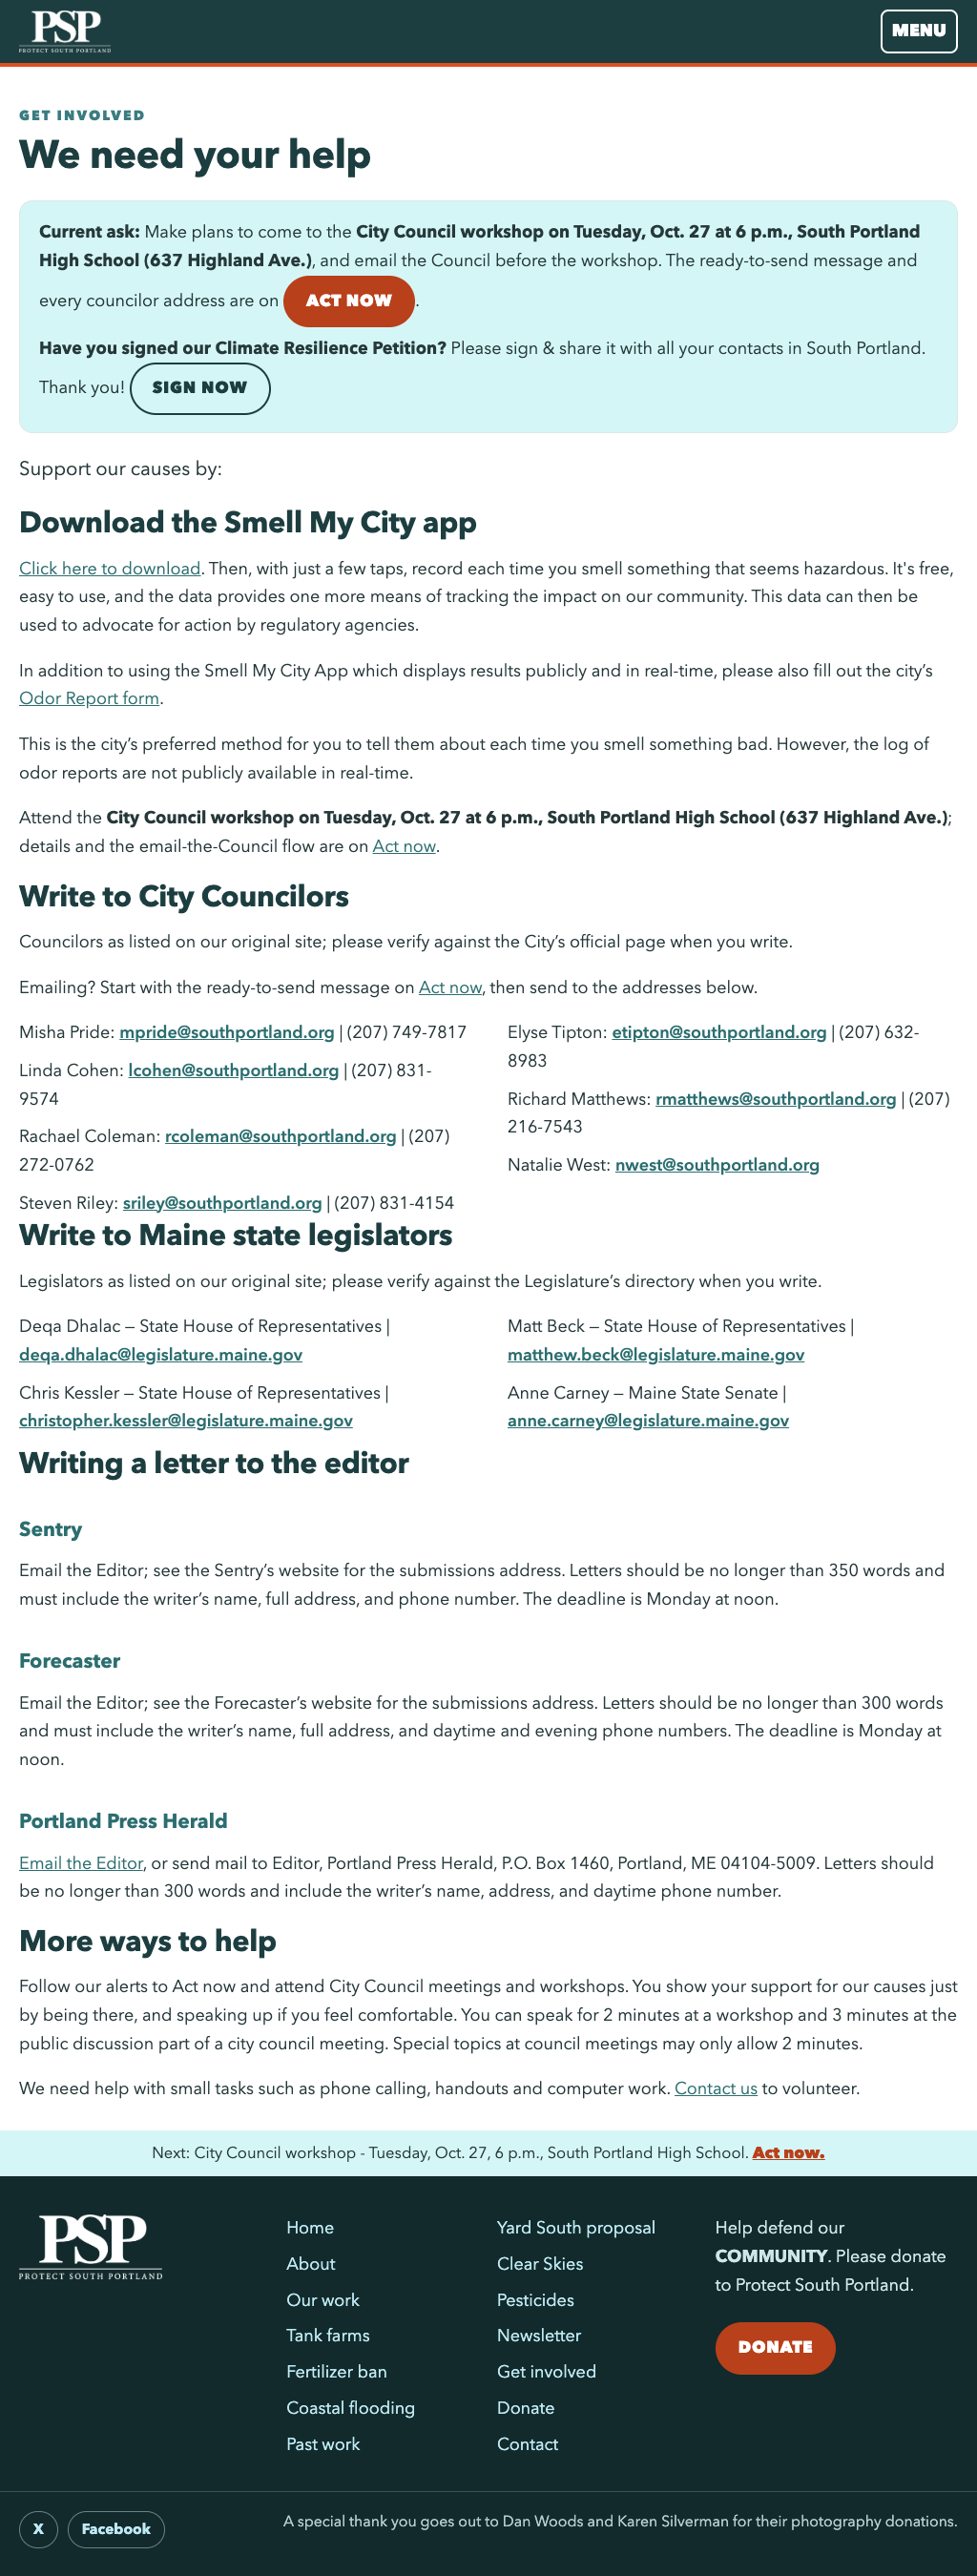 PSP
PROTECT SOUTH PORTLAND
MENU
GET INVOLVED
We need your help
Current ask: Make plans to come to the City Council workshop on Tuesday, Oct. 27 at 6 p.m., South Portland
High School (637 Highland Ave.), and email the Council before the workshop. The ready-to-send message and
every councilor address are on ACT NOW.
Have you signed our Climate Resilience Petition? Please sign & share it with all your contacts in South Portland.
Thank you! SIGN NOW
Support our causes by:
Download the Smell My City app
Click here to download. Then, with just a few taps, record each time you smell something that seems hazardous. It's free,
easy to use, and the data provides one more means of tracking the impact on our community. This data can then be
used to advocate for action by regulatory agencies.
In addition to using the Smell My City App which displays results publicly and in real-time, please also fill out the city’s
Odor Report form.
This is the city’s preferred method for you to tell them about each time you smell something bad. However, the log of
odor reports are not publicly available in real-time.
Attend the City Council workshop on Tuesday, Oct. 27 at 6 p.m., South Portland High School (637 Highland Ave.);
details and the email-the-Council flow are on Act now.
Write to City Councilors
Councilors as listed on our original site; please verify against the City’s official page when you write.
Emailing? Start with the ready-to-send message on Act now, then send to the addresses below.
Misha Pride: mpride@southportland.org | (207) 749-7817
Linda Cohen: lcohen@southportland.org | (207) 831-
9574
Rachael Coleman: rcoleman@southportland.org | (207)
272-0762
Steven Riley: sriley@southportland.org | (207) 831-4154
Elyse Tipton: etipton@southportland.org | (207) 632-
8983
Richard Matthews: rmatthews@southportland.org | (207)
216-7543
Natalie West: nwest@southportland.org
Write to Maine state legislators
Legislators as listed on our original site; please verify against the Legislature’s directory when you write.
Deqa Dhalac – State House of Representatives |
deqa.dhalac@legislature.maine.gov
Chris Kessler – State House of Representatives |
christopher.kessler@legislature.maine.gov
Matt Beck – State House of Representatives |
matthew.beck@legislature.maine.gov
Anne Carney – Maine State Senate |
anne.carney@legislature.maine.gov
Writing a letter to the editor
Sentry
Email the Editor; see the Sentry’s website for the submissions address. Letters should be no longer than 350 words and
must include the writer’s name, full address, and phone number. The deadline is Monday at noon.
Forecaster
Email the Editor; see the Forecaster’s website for the submissions address. Letters should be no longer than 300 words
and must include the writer’s name, full address, and daytime and evening phone numbers. The deadline is Monday at
noon.
Portland Press Herald
Email the Editor, or send mail to Editor, Portland Press Herald, P.O. Box 1460, Portland, ME 04104-5009. Letters should
be no longer than 300 words and include the writer’s name, address, and daytime phone number.
More ways to help
Follow our alerts to Act now and attend City Council meetings and workshops. You show your support for our causes just
by being there, and speaking up if you feel comfortable. You can speak for 2 minutes at a workshop and 3 minutes at the
public discussion part of a city council meeting. Special topics at council meetings may only allow 2 minutes.
We need help with small tasks such as phone calling, handouts and computer work. Contact us to volunteer.
Next: City Council workshop - Tuesday, Oct. 27, 6 p.m., South Portland High School. Act now.
PSP
PROTECT SOUTH PORTLAND
Home
About
Our work
Tank farms
Fertilizer ban
Coastal flooding
Past work
Yard South proposal
Clear Skies
Pesticides
Newsletter
Get involved
Donate
Contact
Help defend our
COMMUNITY. Please donate
to Protect South Portland.
DONATE
X
Facebook
A special thank you goes out to Dan Woods and Karen Silverman for their photography donations.